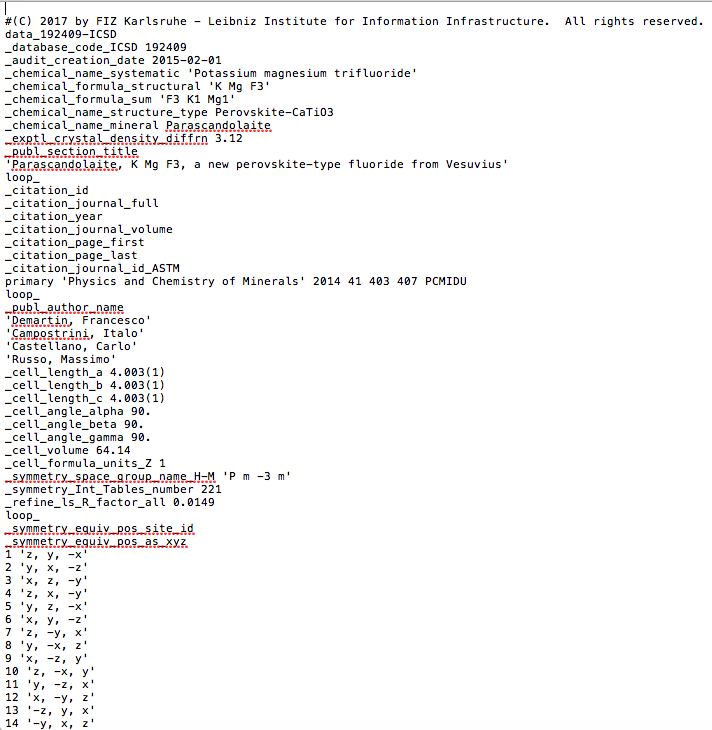 #(C) 2017 by FIZ Karlsruhe - Leibniz Institute for Information Infrastructure.  All rights reserved.
data_192409-ICSD
_database_code_ICSD 192409
_audit_creation_date 2015-02-01
_chemical_name_systematic 'Potassium magnesium trifluoride'
_chemical_formula_structural 'K Mg F3'
_chemical_formula_sum 'F3 K1 Mg1'
_chemical_name_structure_type Perovskite-CaTiO3
_chemical_name_mineral Parascandolaite
_exptl_crystal_density_diffrn 3.12
_publ_section_title
'Parascandolaite, K Mg F3, a new perovskite-type fluoride from Vesuvius'
loop_
_citation_id
_citation_journal_full
_citation_year
_citation_journal_volume
_citation_page_first
_citation_page_last
_citation_journal_id_ASTM
primary 'Physics and Chemistry of Minerals' 2014 41 403 407 PCMIDU
loop_
_publ_author_name
'Demartin, Francesco'
'Campostrini, Italo'
'Castellano, Carlo'
'Russo, Massimo'
_cell_length_a 4.003(1)
_cell_length_b 4.003(1)
_cell_length_c 4.003(1)
_cell_angle_alpha 90.
_cell_angle_beta 90.
_cell_angle_gamma 90.
_cell_volume 64.14
_cell_formula_units_Z 1
_symmetry_space_group_name_H-M 'P m -3 m'
_symmetry_Int_Tables_number 221
_refine_ls_R_factor_all 0.0149
loop_
_symmetry_equiv_pos_site_id
_symmetry_equiv_pos_as_xyz
1 'z, y, -x'
2 'y, x, -z'
3 'x, z, -y'
4 'z, x, -y'
5 'y, z, -x'
6 'x, y, -z'
7 'z, -y, x'
8 'y, -x, z'
9 'x, -z, y'
10 'z, -x, y'
11 'y, -z, x'
12 'x, -y, z'
13 '-z, y, x'
14 '-y, x, z'